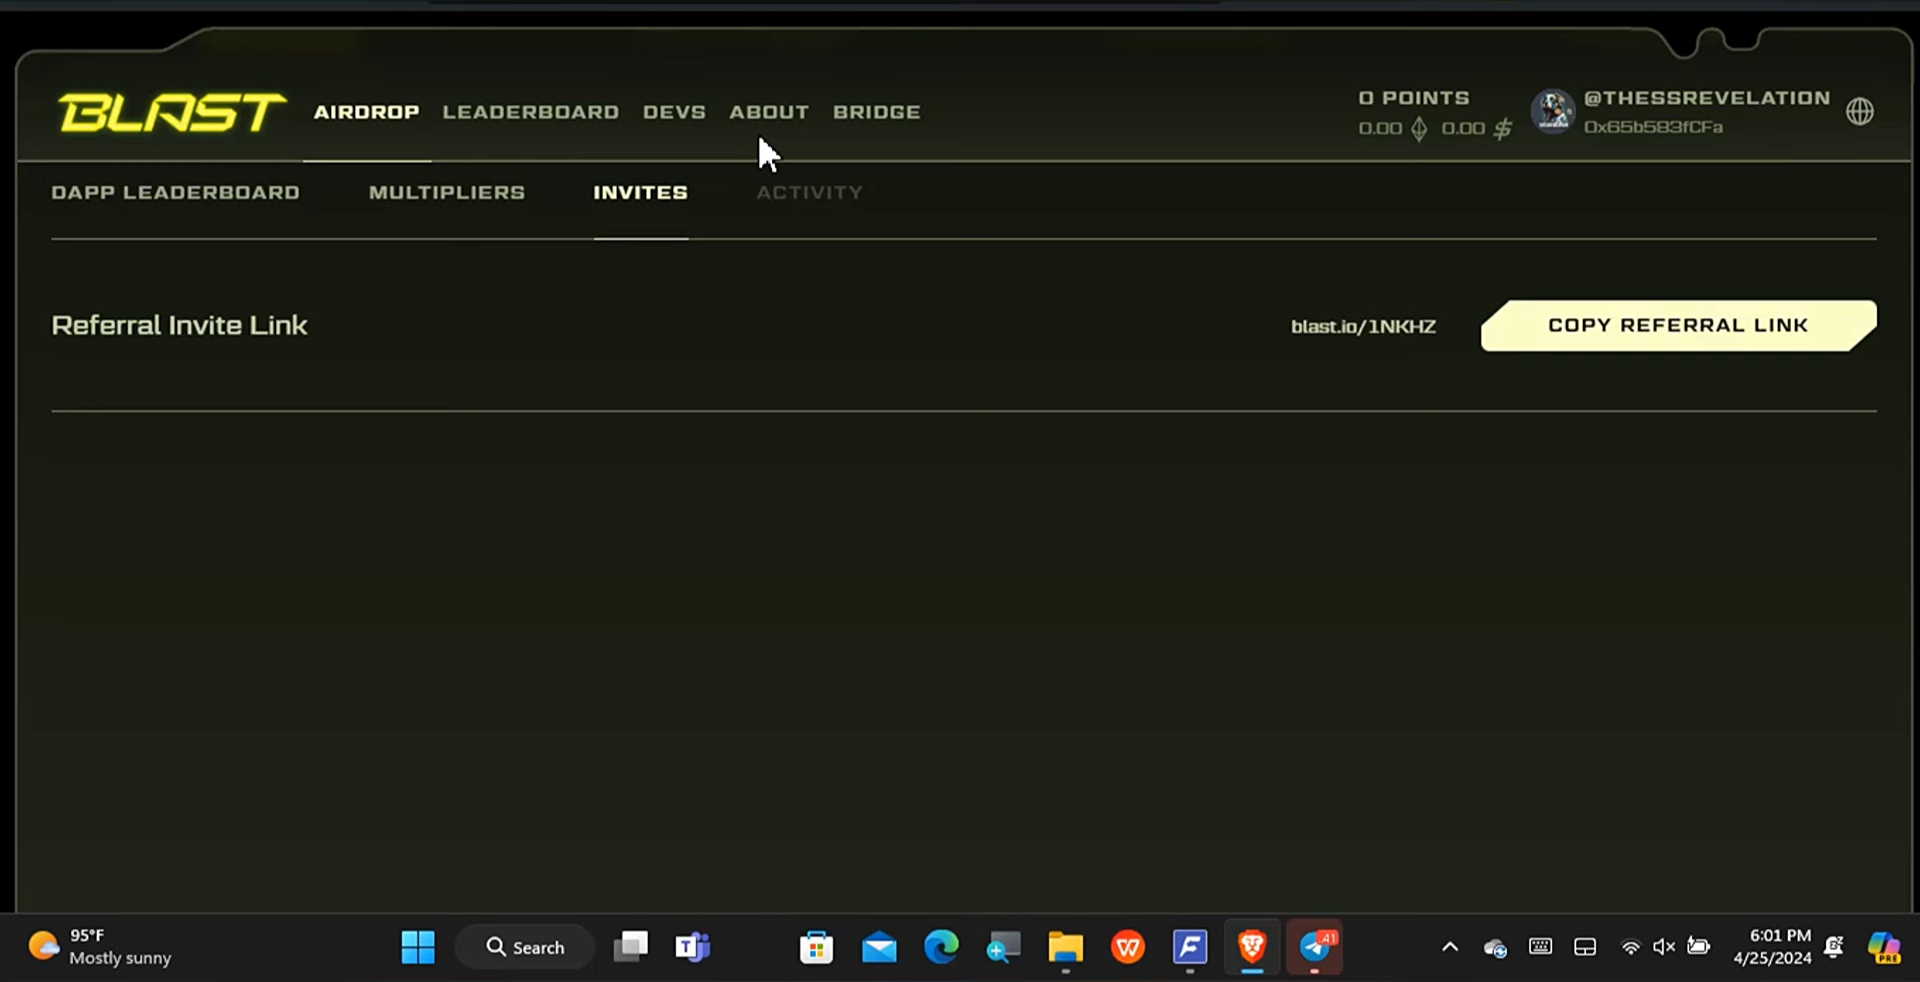 BLAST
AIRDROP LEADERBOARD DEVS ABOUT BRIDGE
0 POINTS
0.00 0.00 $
@THESSREVELATION
0x65b583fCFa
DAPP LEADERBOARD MULTIPLIERS INVITES ACTIVITY
Referral Invite Link
blast.io/1NKHZ
COPY REFERRAL LINK
95°F
Mostly sunny
Search
41
6:01 PM
4/25/2024
PRE